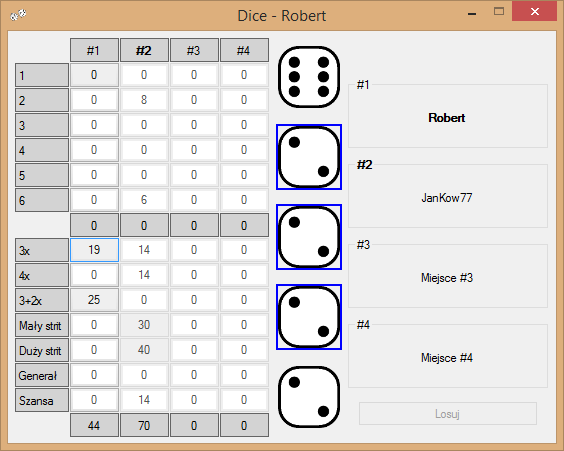 Dice - Robert
#1 #2 #3 #4
1 0 0 0 0
2 0 8 0 0
3 0 0 0 0
4 0 0 0 0
5 0 0 0 0
6 0 6 0 0
0 0 0 0
3x 19 14 0 0
4x 0 14 0 0
3+2x 25 0 0 0
Mały strit 0 30 0 0
Duży strit 0 40 0 0
Generał 0 0 0 0
Szansa 0 14 0 0
44 70 0 0
#1
Robert
#2
JanKow77
#3
Miejsce #3
#4
Miejsce #4
Losuj